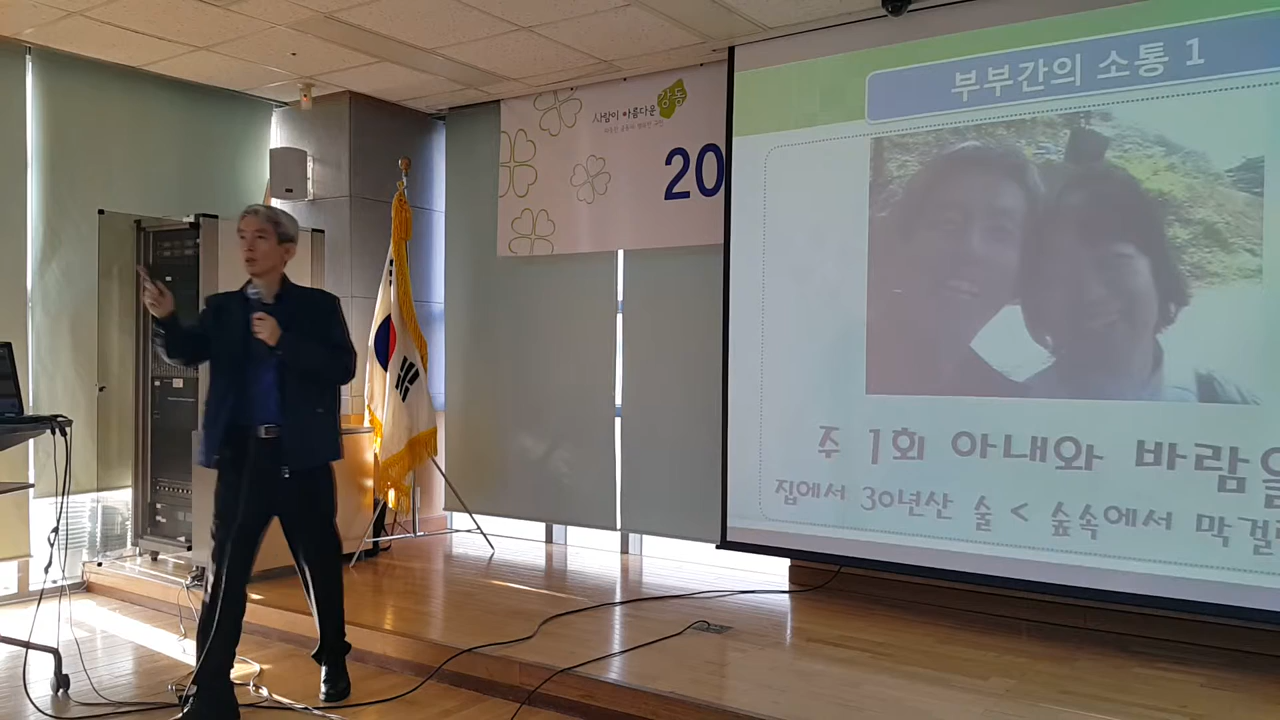 사람이 아름다운 강동
20
부부간의 소통 1
주 1회 아내와 바람을
집에서 30년산 술 < 숲속에서 막걸